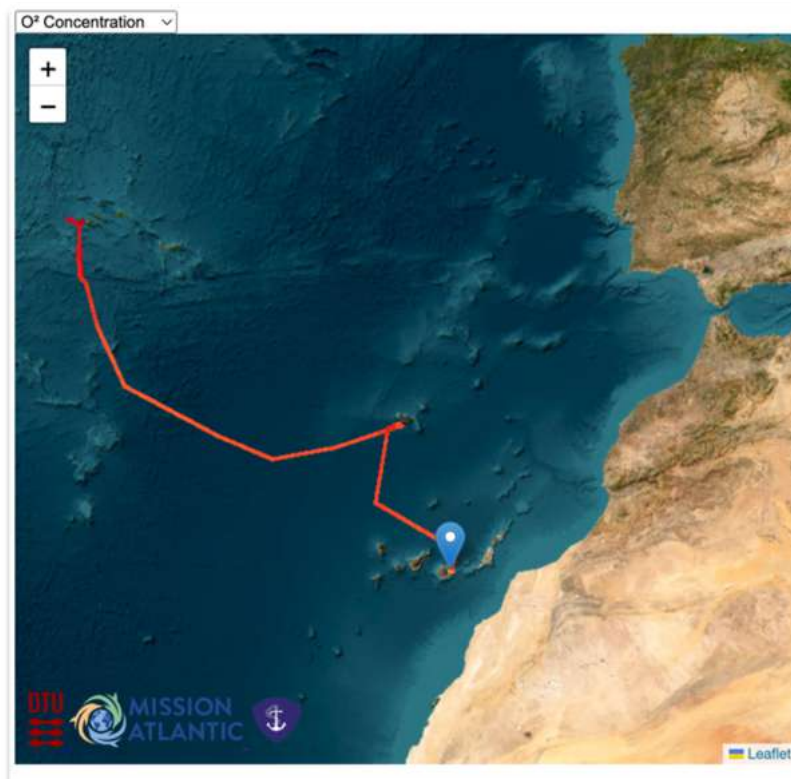 O² Concentration
+
−
DTU
MISSION
ATLANTIC
Leaflet